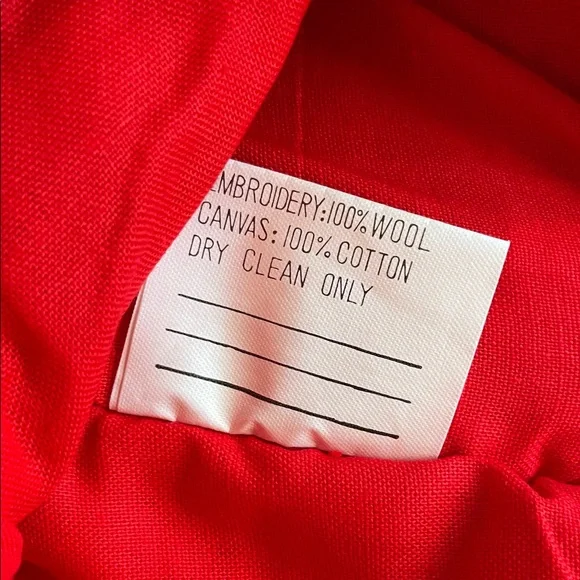 EMBROIDERY:100% WOOL
CANVAS: 100% COTTON
DRY CLEAN ONLY